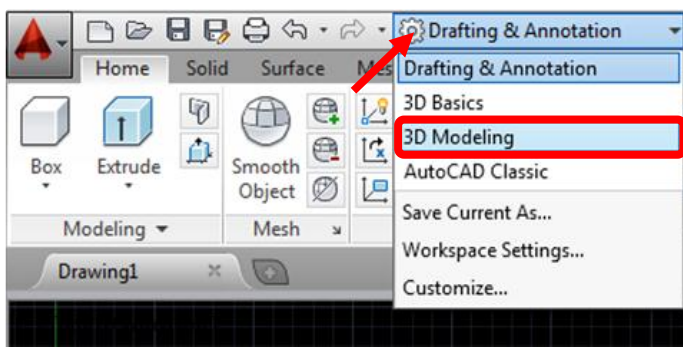 Drafting & Annotation
Home Solid Surface Mes
Drafting & Annotation
3D Basics
3D Modeling
AutoCAD Classic
Save Current As...
Workspace Settings...
Customize...
Box Extrude Smooth
Object
Modeling Mesh
Drawing1